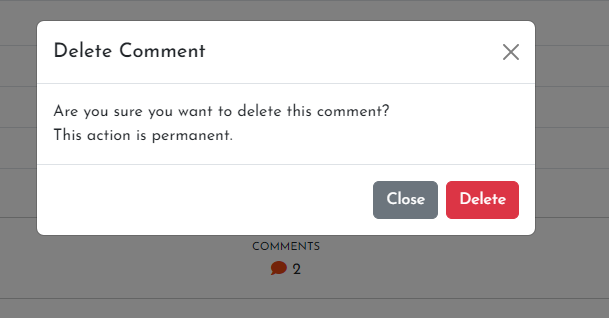 Delete Comment
Are you sure you want to delete this comment?
This action is permanent.
Close Delete
COMMENTS
2